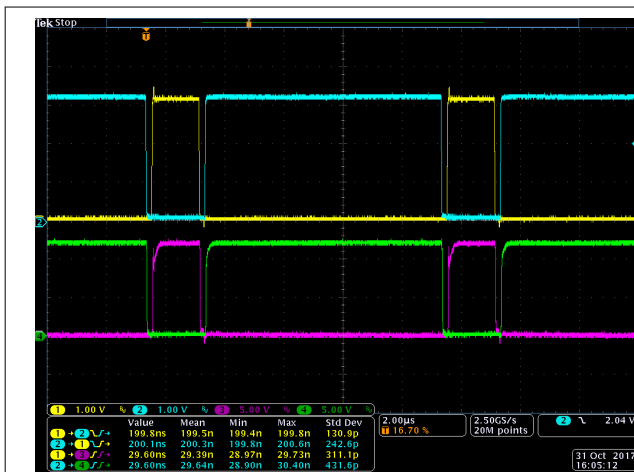 Tek Stop
T
T
2
4
1 1.00 V 2 1.00 V 3 5.00 V 4 5.00 V
2.00µs
T 16.70 %
2.50GS/s
20M points
2 2.04 V
Value Mean Min Max Std Dev
1 → 2 199.8ns 199.5n 199.4n 199.8n 130.9p
2 → 1 200.1ns 200.3n 199.8n 200.6n 242.6p
1 → 3 29.60ns 29.39n 28.97n 29.73n 311.1p
2 → 4 29.60ns 29.64n 28.90n 30.40n 431.6p
31 Oct 2017
16:05:12